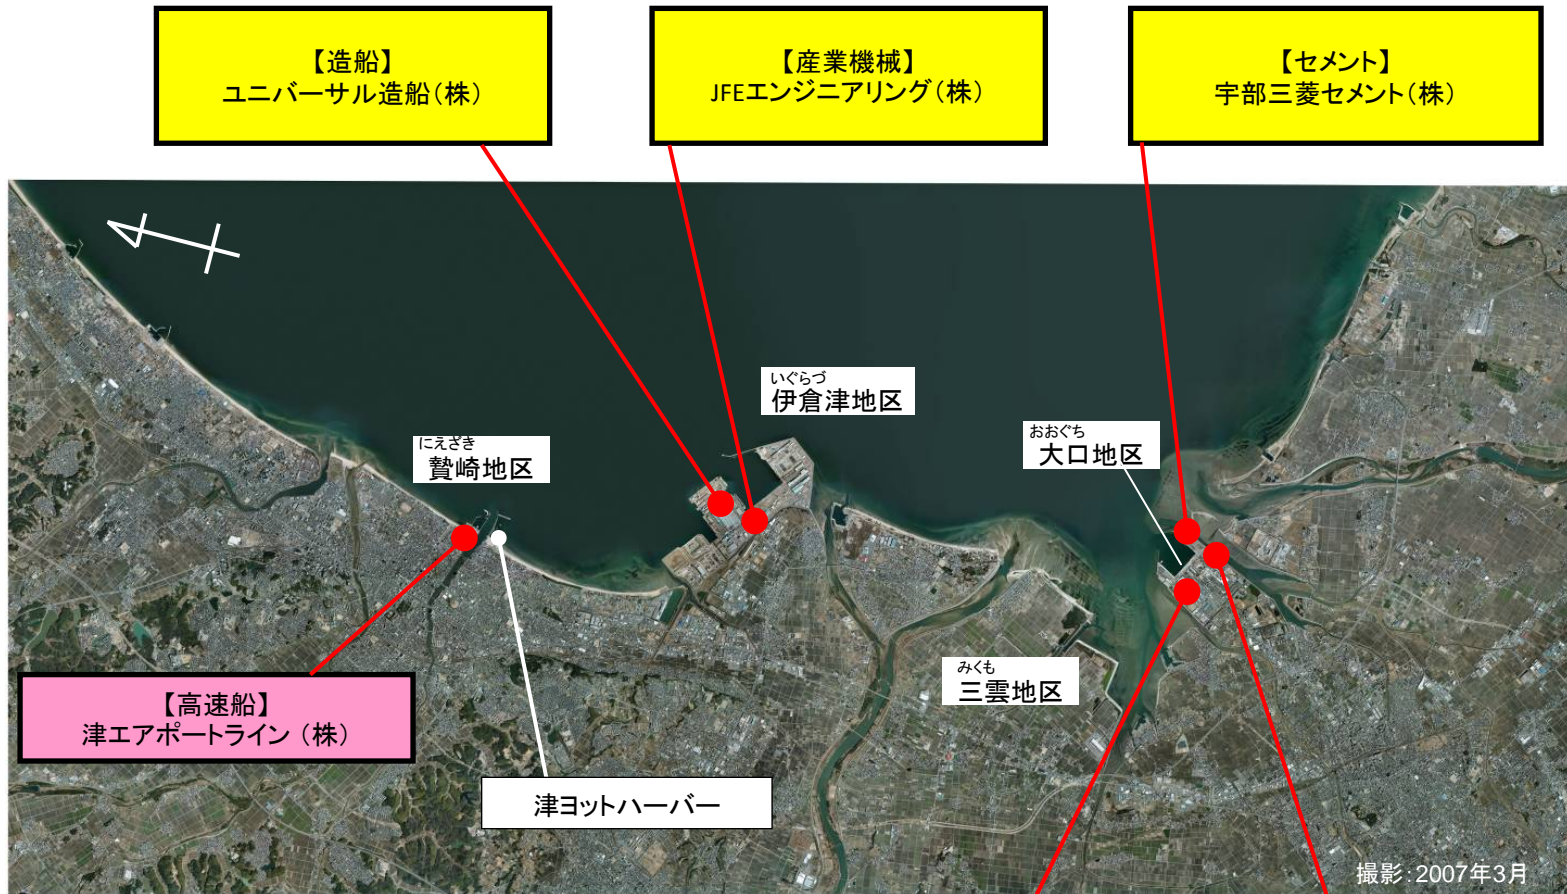 【造船】
ユニバーサル造船(株)
【産業機械】
JFEエンジニアリング(株)
【セメント】
宇部三菱セメント(株)
いぐらづ
伊倉津地区
にえざき
贄崎地区
おおぐち
大口地区
みくも
三雲地区
【高速船】
津エアポートライン (株)
津ヨットハーバー
撮影:2007年3月